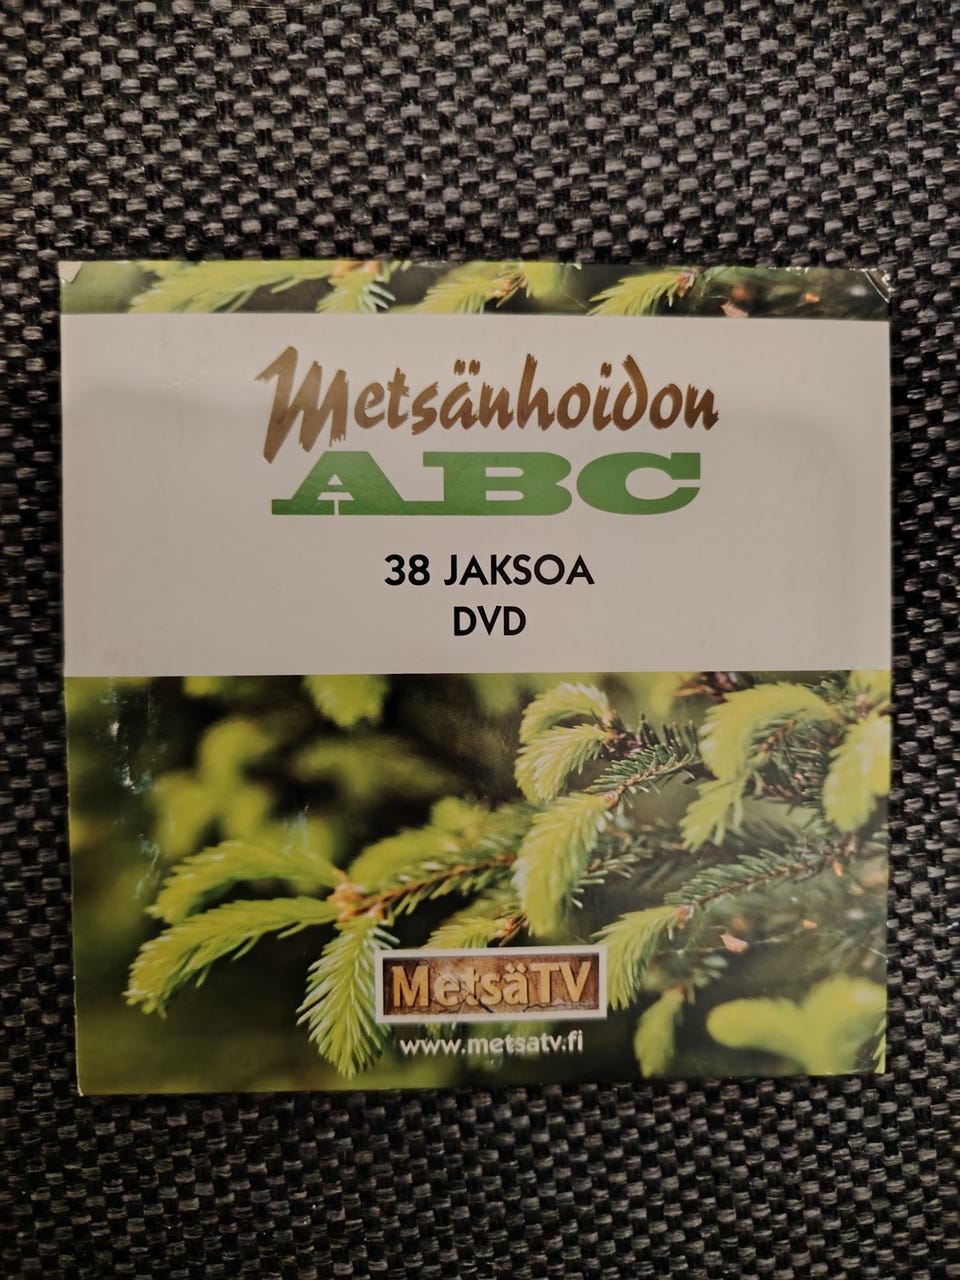 Metsänhoidon
ABC
38 JAKSOA
DVD
MetsäTV
www.metsatv.fi